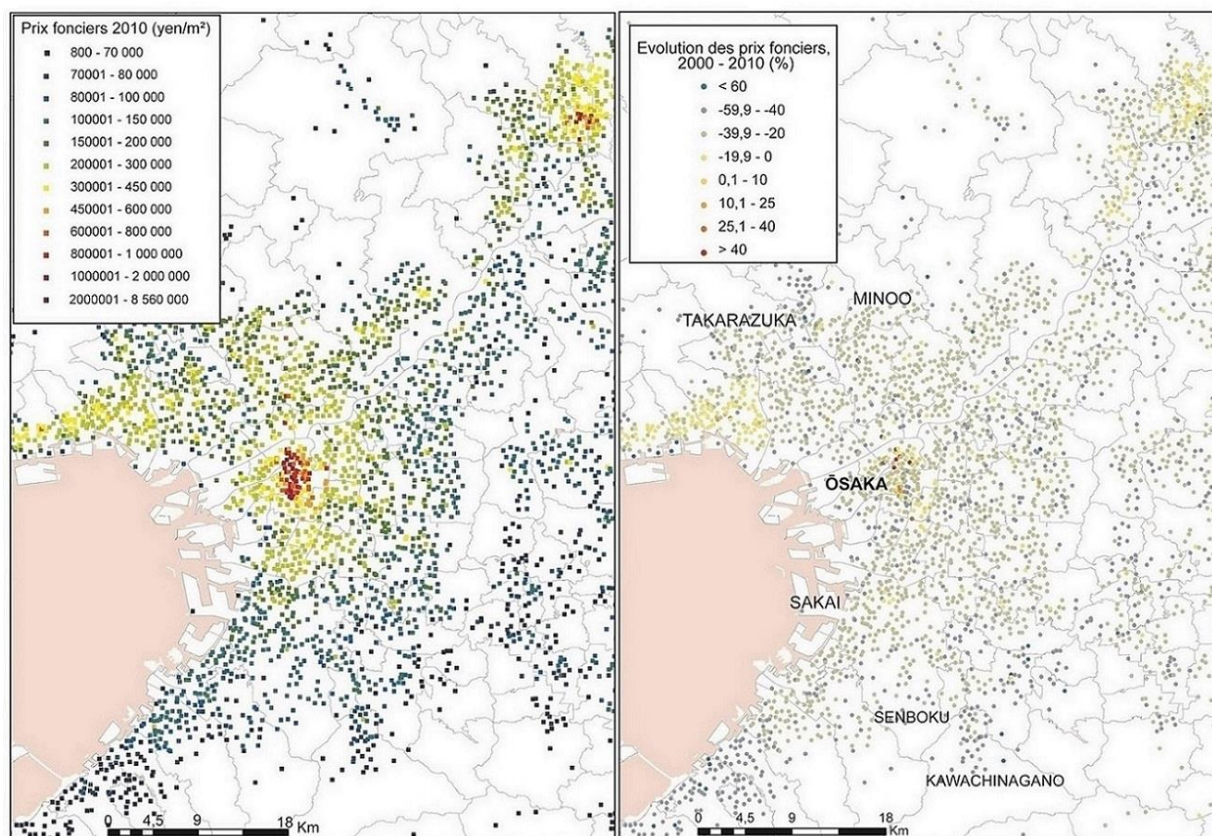 Prix fonciers 2010 (yen/m²)
800 - 70 000
70001 - 80 000
80001 - 100 000
100001 - 150 000
150001 - 200 000
200001 - 300 000
300001 - 450 000
450001 - 600 000
600001 - 800 000
800001 - 1 000 000
1000001 - 2 000 000
2000001 - 8 560 000
0 4,5 9 18
Km
Evolution des prix fonciers,
2000 - 2010 (%)
< 60
-59,9 - -40
-39,9 - -20
-19,9 - 0
0,1 - 10
10,1 - 25
25,1 - 40
> 40
MINOO
TAKARAZUKA
ŌSAKA
SAKAI
SENBOKU
KAWACHINAGANO
0 4,5 9 18
Km